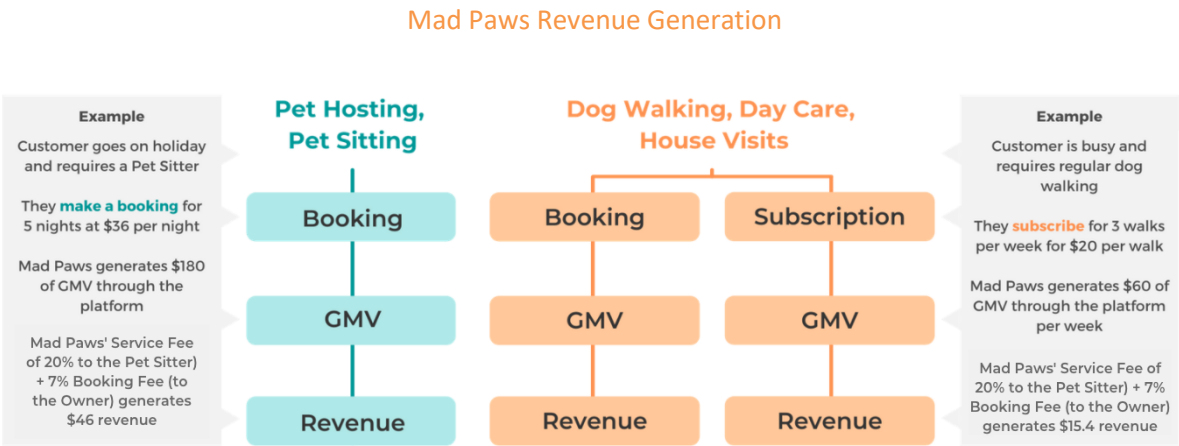 Mad Paws Revenue Generation
Example
Customer goes on holiday
and requires a Pet Sitter
They make a booking for
5 nights at $36 per night
Mad Paws generates $180
of GMV through the
platform
Mad Paws' Service Fee
of 20% to the Pet Sitter)
+ 7% Booking Fee (to
the Owner) generates
$46 revenue
Pet Hosting,
Pet Sitting
Booking
GMV
Revenue
Dog Walking, Day Care,
House Visits
Booking
GMV
Revenue
Subscription
GMV
Revenue
Example
Customer is busy and
requires regular dog
walking
They subscribe for 3 walks
per week for $20 per walk
Mad Paws generates $60 of
GMV through the platform
per week
Mad Paws' Service Fee of
20% to the Pet Sitter) + 7%
Booking Fee (to the Owner)
generates $15.4 revenue